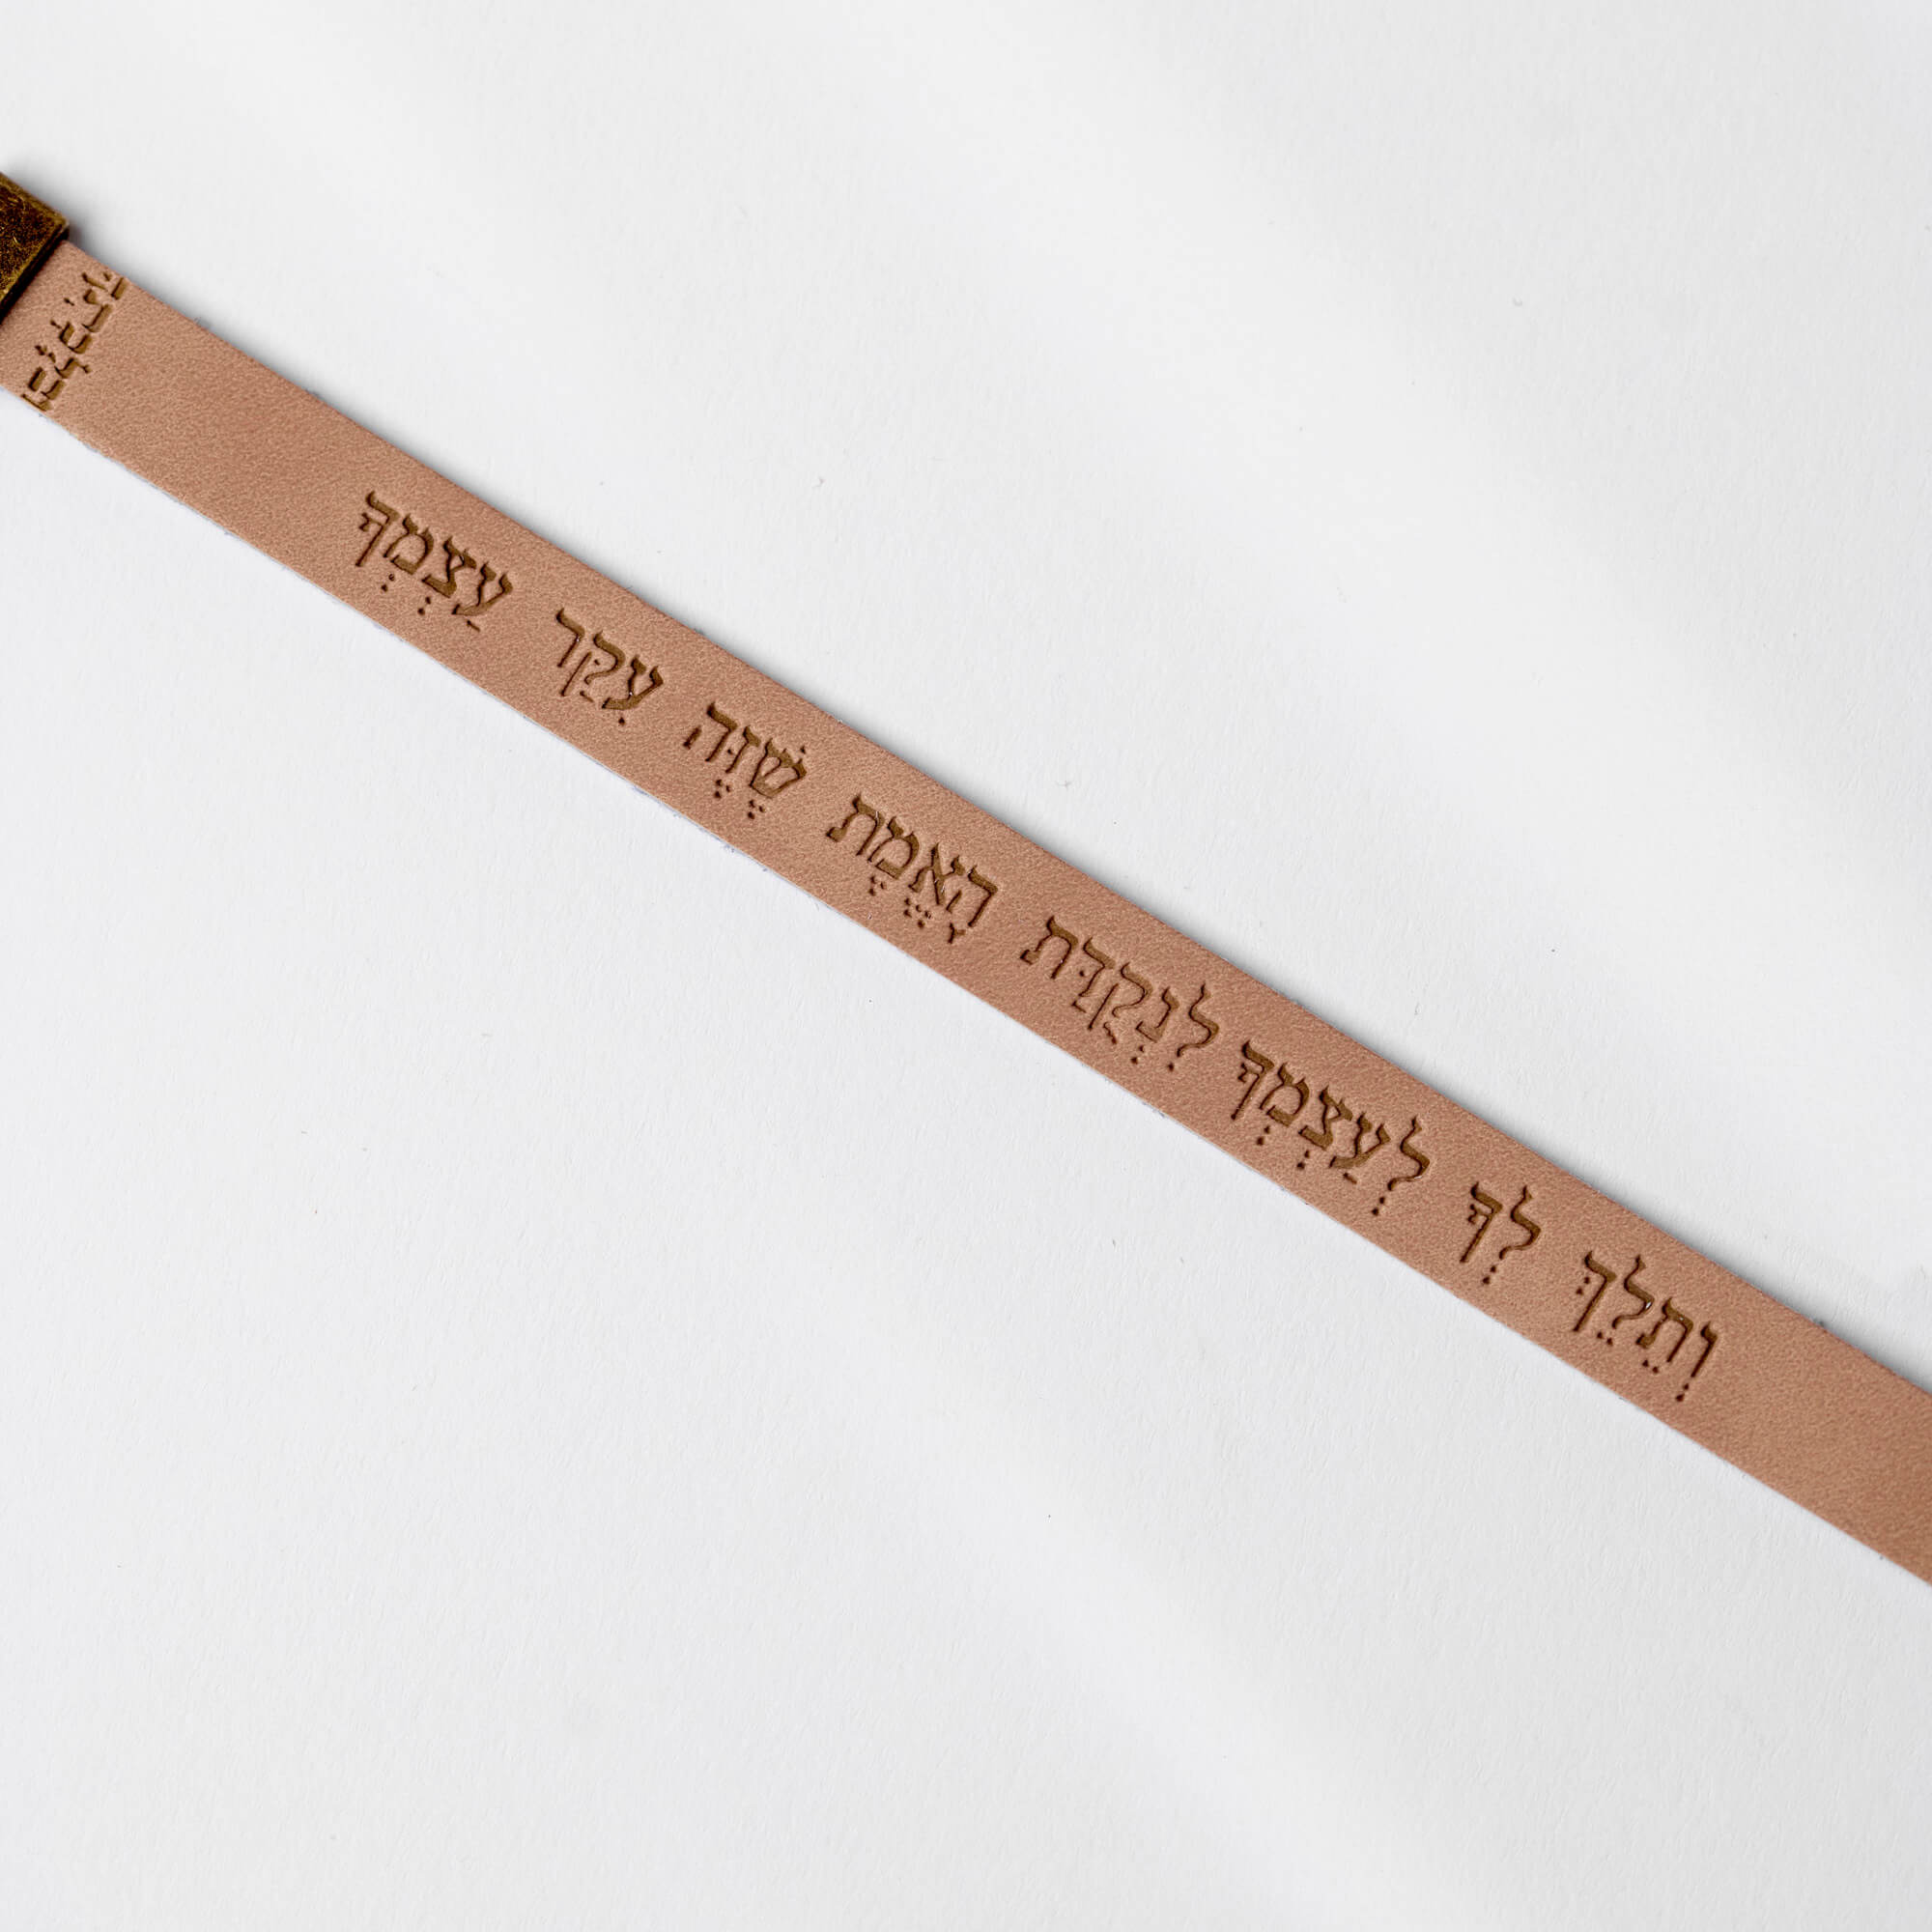 וְתֵלֵךְ לְךָ לְעַצְמְךָ לִנְקֻדַּת הָאֱמֶת שֶׁזֶּה עִקַּר עַצְמְךָ